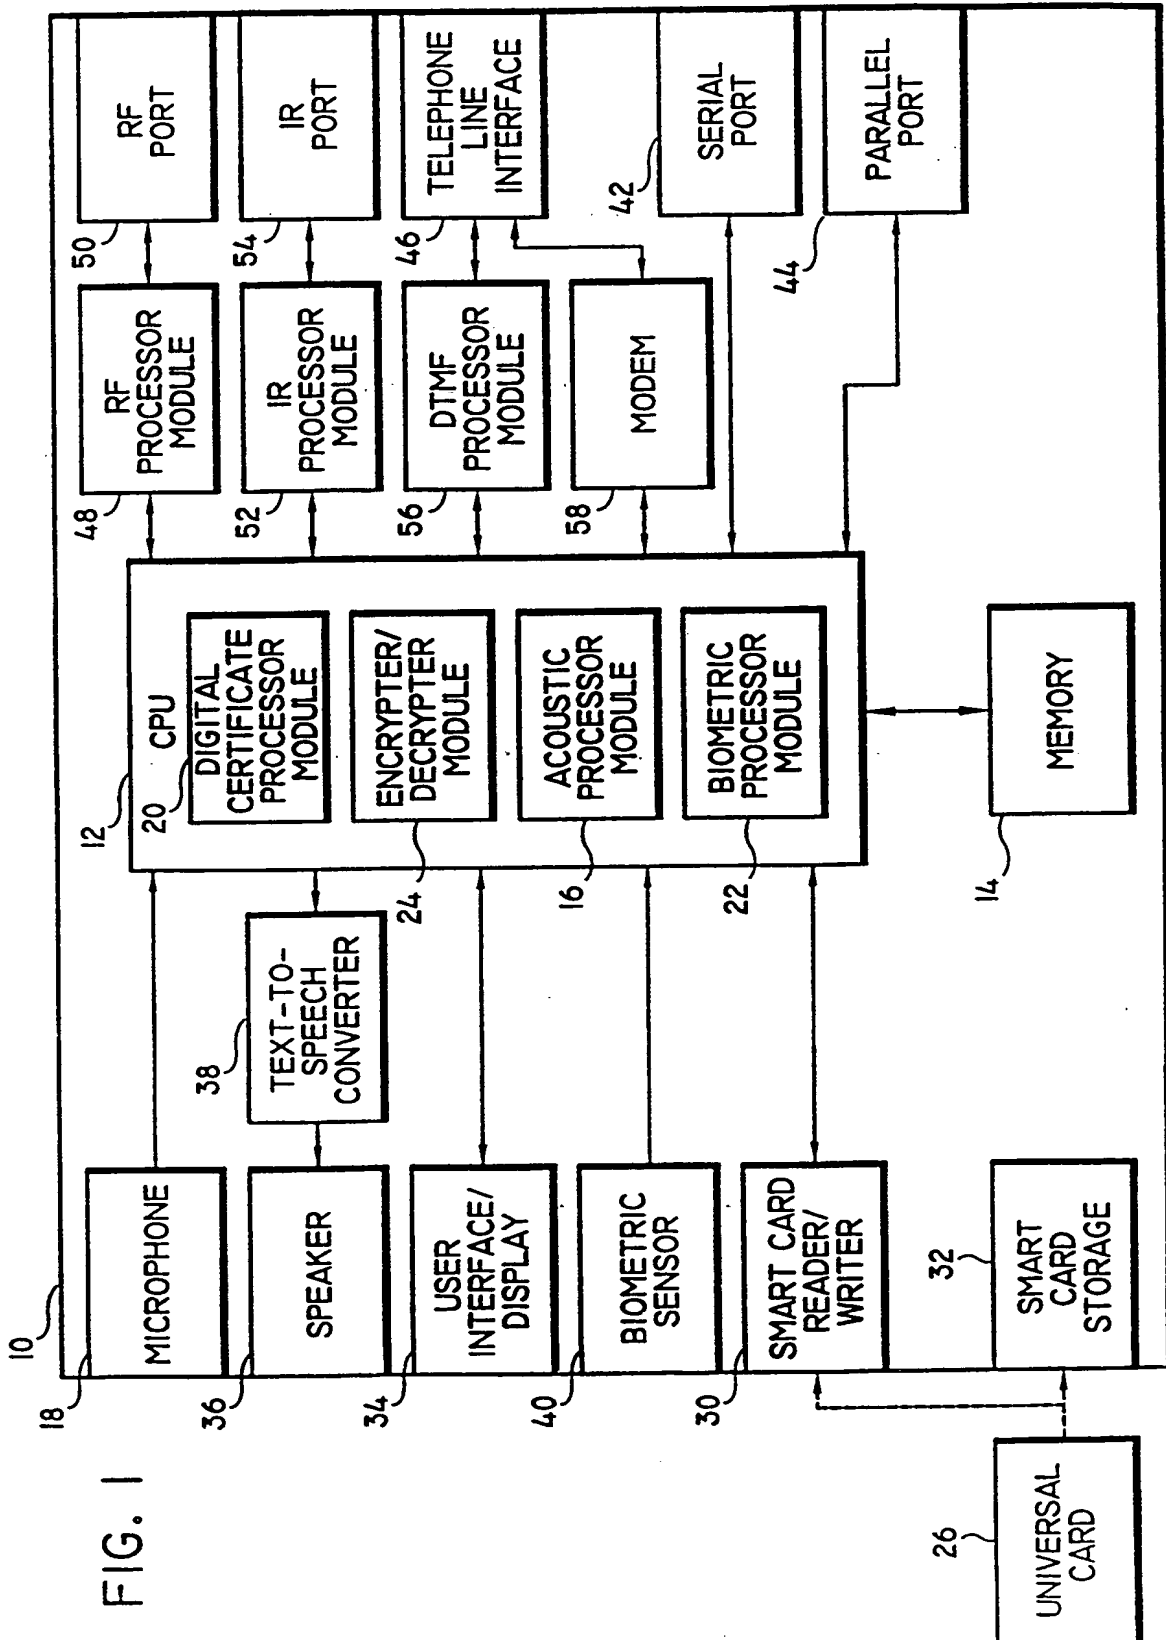 FIG. 1
10
18
MICROPHONE
36
SPEAKER
34
USER
INTERFACE/
DISPLAY
40
BIOMETRIC
SENSOR
30
SMART CARD
READER/
WRITER
32
SMART
CARD
STORAGE
26
UNIVERSAL
CARD
38
TEXT-TO-
SPEECH
CONVERTER
12
CPU
20
DIGITAL
CERTIFICATE
PROCESSOR
MODULE
24
ENCRYPTER/
DECRYPTER
MODULE
16
ACOUSTIC
PROCESSOR
MODULE
22
BIOMETRIC
PROCESSOR
MODULE
14
MEMORY
48
RF
PROCESSOR
MODULE
52
IR
PROCESSOR
MODULE
56
DTMF
PROCESSOR
MODULE
58
MODEM
50
RF
PORT
54
IR
PORT
46
TELEPHONE
LINE
INTERFACE
42
SERIAL
PORT
44
PARALLEL
PORT